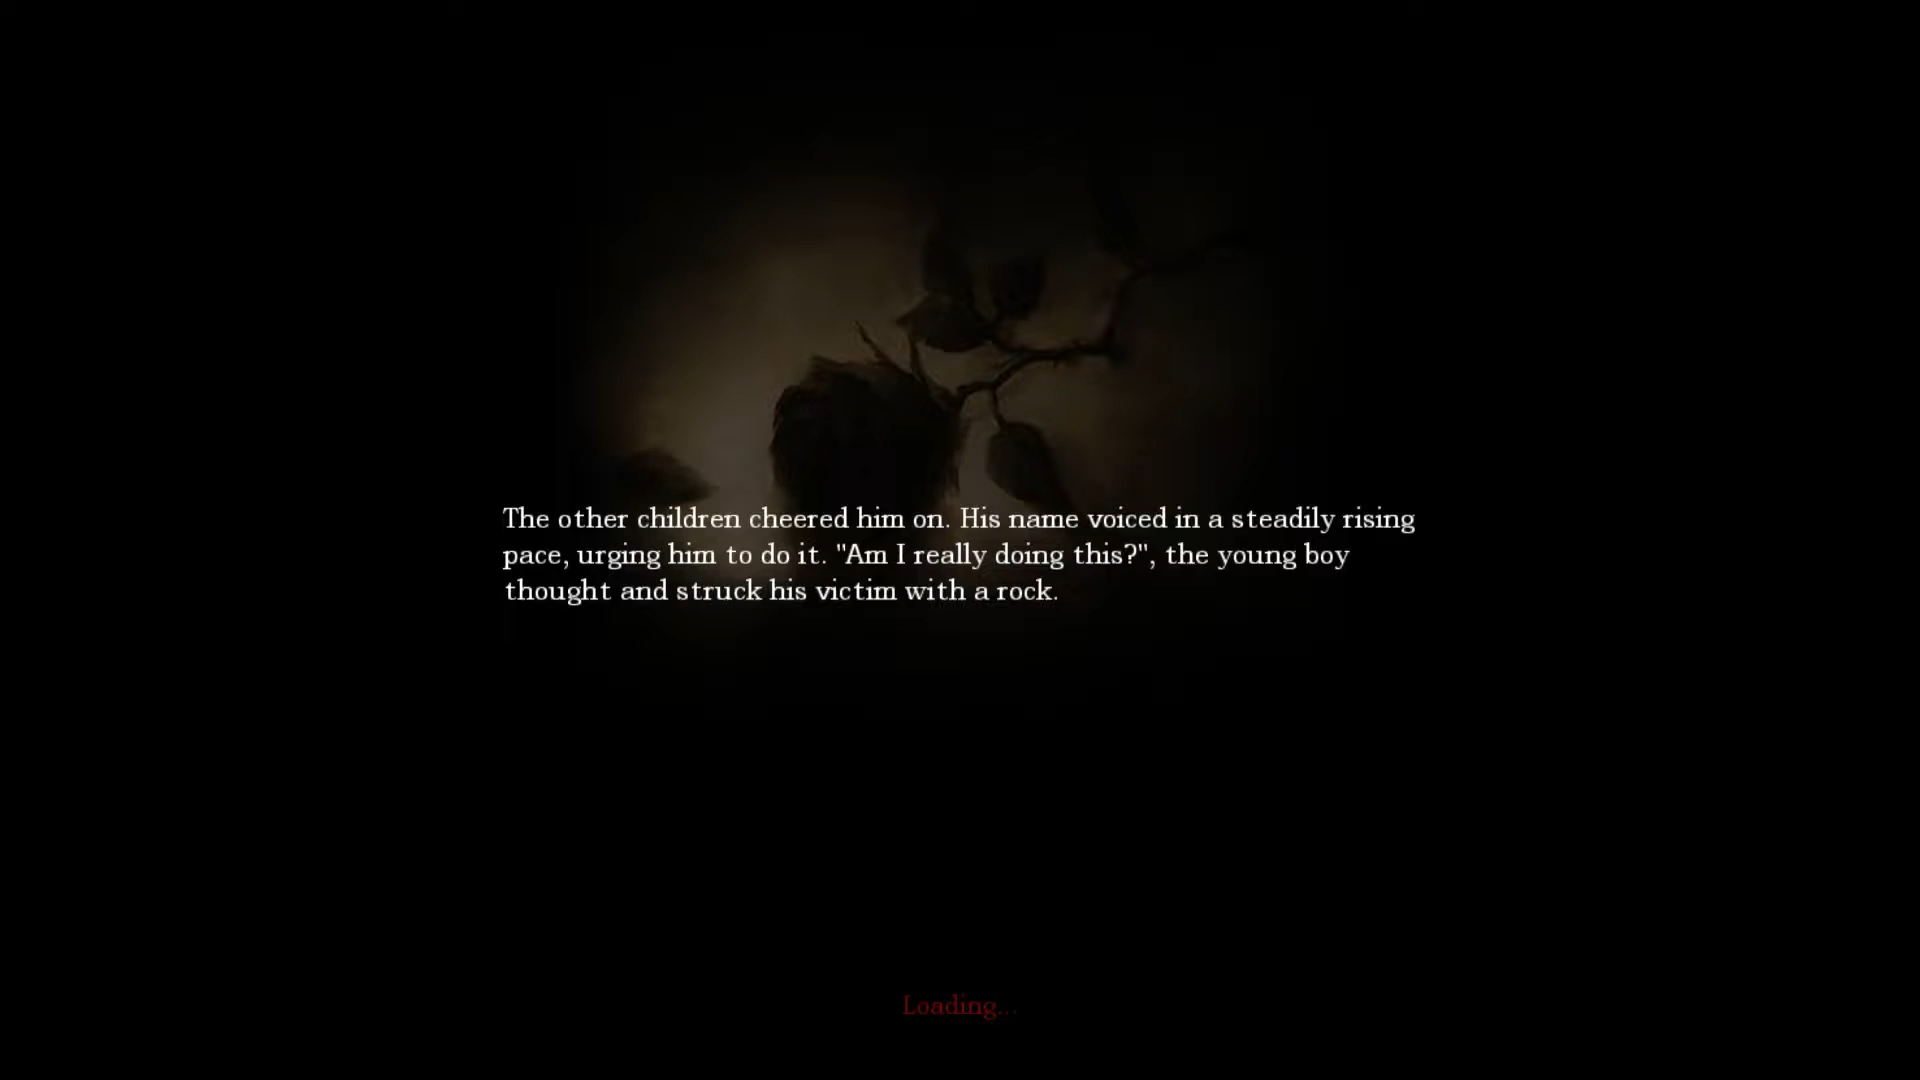 The other children cheered him on. His name voiced in a steadily rising
pace, urging him to do it. "Am I really doing this?", the young boy
thought and struck his victim with a rock.
Loading...